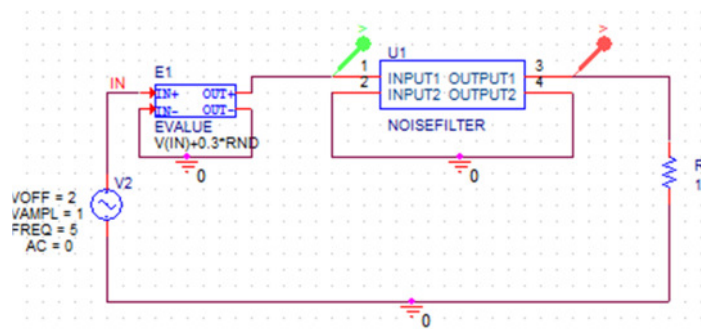 U1
E1
IN
IN+ OUT+
IN- OUT-
EVALUE
V(IN)+0.3*RND
0
1
2
INPUT1 OUTPUT1
INPUT2 OUTPUT2
3
4
NOISEFILTER
0
V
V
V2
VOFF = 2
VAMPL = 1
FREQ = 5
AC = 0
R
1
0